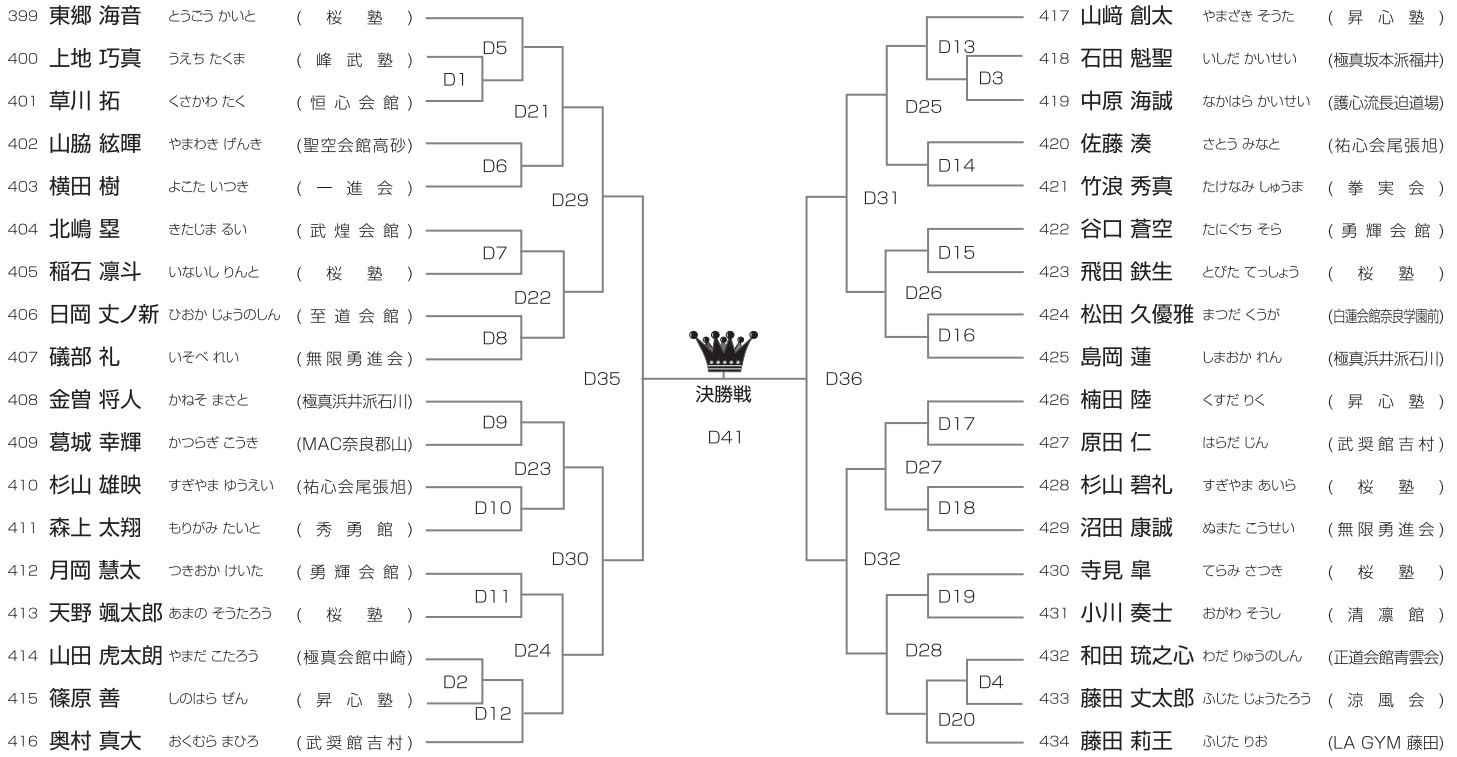 399 東郷 海音 とうごう かいと ( 桜 塾 )
400 上地 巧真 うえち たくま ( 峰 武 塾 )
401 草川 拓 くさかわ たく ( 恒 心 会 館 )
402 山脇 絃暉 やまわき げんき (聖空会館高砂)
403 横田 樹 よこた いつき ( 一 進 会 )
404 北嶋 塁 きたじま るい ( 武 煌 会 館 )
405 稲石 凛斗 いないし りんと ( 桜 塾 )
406 日岡 丈ノ新 ひおか じょうのしん ( 至 道 会 館 )
407 礒部 礼 いそべ れい ( 無 限 勇 進 会 )
408 金曽 将人 かねそ まさと (極真浜井派石川)
409 葛城 幸輝 かつらぎ こうき (MAC奈良郡山)
410 杉山 雄映 すぎやま ゆうえい (祐心会尾張旭)
411 森上 太翔 もりがみ たいと ( 秀 勇 館 )
412 月岡 慧太 つきおか けいた ( 勇 輝 会 館 )
413 天野 颯太郎 あまの そうたろう ( 桜 塾 )
414 山田 虎太朗 やまだ こたろう (極真会館中崎)
415 篠原 善 しのはら ぜん ( 昇 心 塾 )
416 奥村 真大 おくむら まひろ ( 武 奨 館 吉 村 )
D5
D1
D21
D6
D29
D7
D22
D8
D35
D9
D23
D10
D30
D11
D24
D2
D12
決勝戦
D41
D13
D3
D25
D14
D31
D15
D26
D16
D36
D17
D27
D18
D32
D19
D28
D4
D20
417 山﨑 創太 やまざき そうた ( 昇 心 塾 )
418 石田 魁聖 いしだ かいせい (極真坂本派福井)
419 中原 海誠 なかはら かいせい (護心流長迫道場)
420 佐藤 湊 さとう みなと (祐心会尾張旭)
421 竹浪 秀真 たけなみ しゅうま ( 拳 実 会 )
422 谷口 蒼空 たにぐち そら ( 勇 輝 会 館 )
423 飛田 鉄生 とびた てっしょう ( 桜 塾 )
424 松田 久優雅 まつだ くうが (白蓮会館奈良学園前)
425 島岡 蓮 しまおか れん (極真浜井派石川)
426 楠田 陸 くすだ りく ( 昇 心 塾 )
427 原田 仁 はらだ じん ( 武 奨 館 吉 村 )
428 杉山 碧礼 すぎやま あいら ( 桜 塾 )
429 沼田 康誠 ぬまた こうせい ( 無 限 勇 進 会 )
430 寺見 皐 てらみ さつき ( 桜 塾 )
431 小川 奏士 おがわ そうし ( 清 凛 館 )
432 和田 琉之心 わだ りゅうのしん (正道会館青雲会)
433 藤田 丈太郎 ふじた じょうたろう ( 涼 風 会 )
434 藤田 莉王 ふじた りお (LA GYM 藤田)